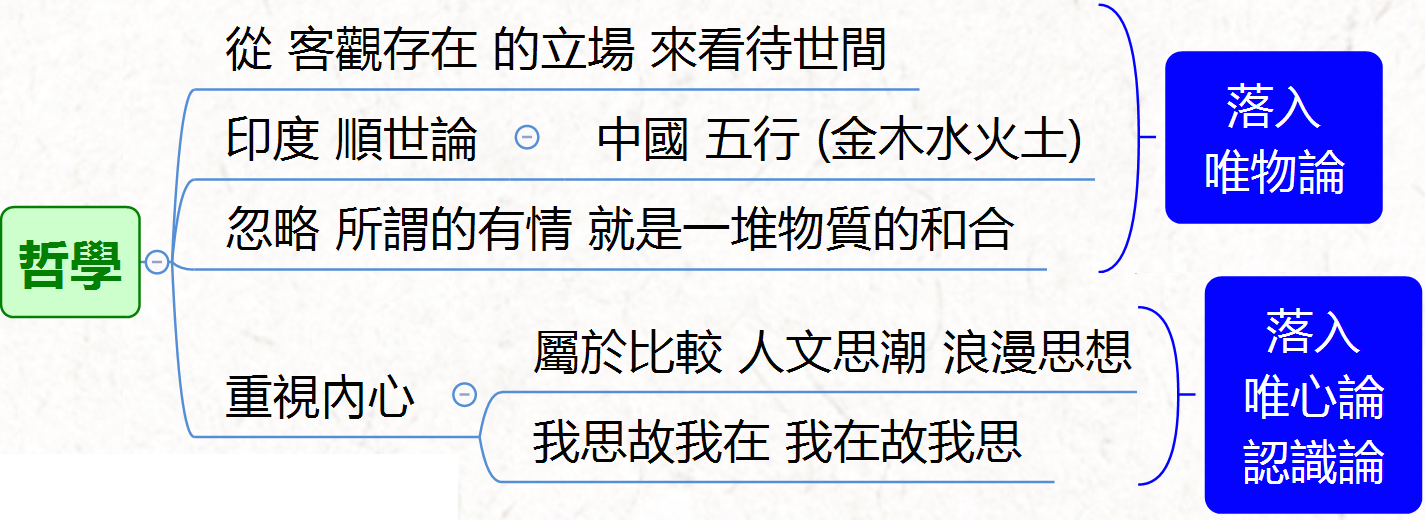 從 客觀存在 的立場 來看待世間
印度 順世論
中國 五行 (金木水火土)
忽略 所謂的有情 就是一堆物質的和合
落入
唯物論
哲學
重視內心
屬於比較 人文思潮 浪漫思想
我思故我在 我在故我思
落入
唯心論
認識論